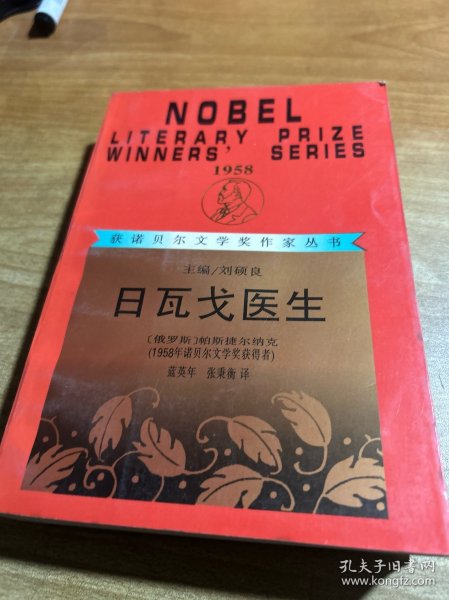 NOBEL
LITERARY PRIZE
WINNERS' SERIES
1958
获诺贝尔文学奖作家丛书
主编/刘硕良
日瓦戈医生
〔俄罗斯〕帕斯捷尔纳克
(1958年诺贝尔文学奖获得者)
蓝英年 张秉衡 译
孔夫子旧书网
www.kongfz.com